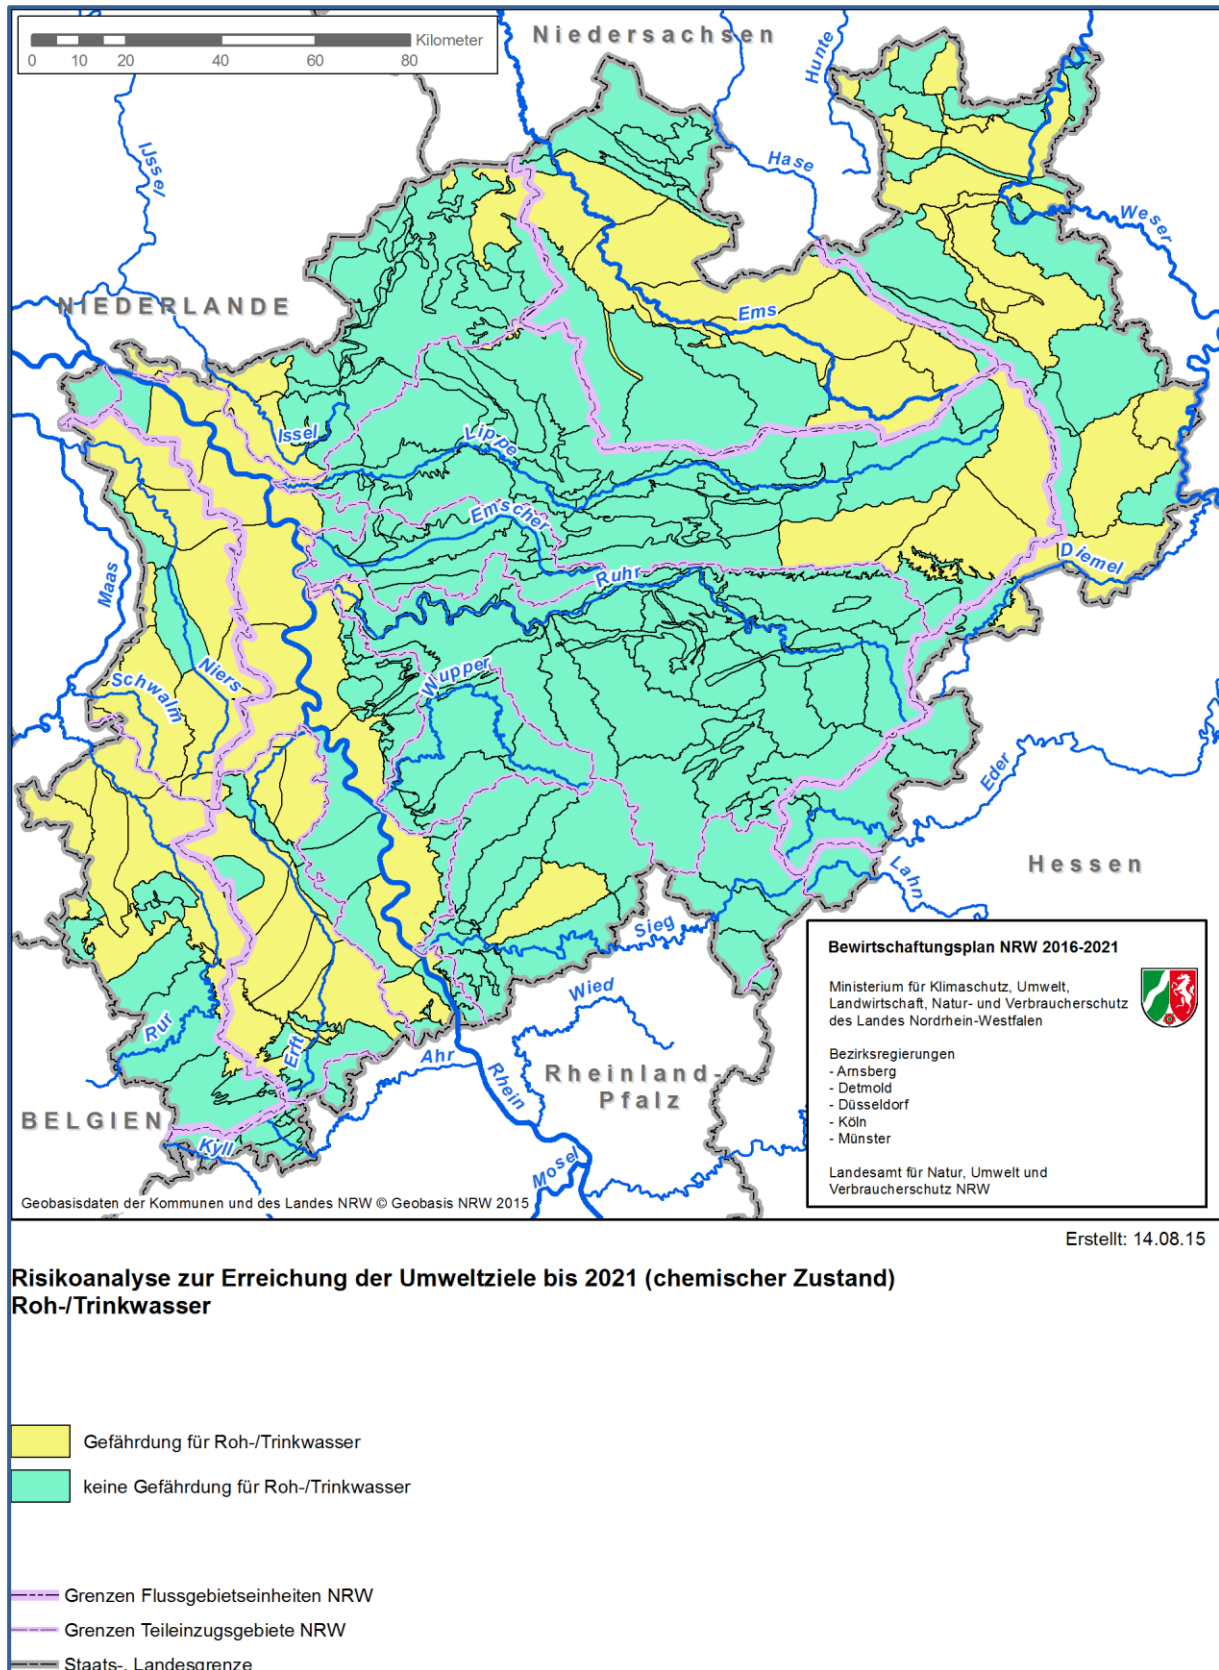 Kilometer
0 10 20 40 60 80
Niedersachsen
Hunte
Hase
IJssel
Weser
NIEDERLANDE
Ems
Issel
Lippe
Emscher
Ruhr
Diemel
Maas
Niers
Schwalm
Wupper
Eder
Hessen
Lahn
Sieg
Wied
Rur
Erft
Ahr
Rhein
Rheinland-
Pfalz
BELGIEN
Kyll
Mosel
Bewirtschaftungsplan NRW 2016-2021
Ministerium für Klimaschutz, Umwelt,
Landwirtschaft, Natur- und Verbraucherschutz
des Landes Nordrhein-Westfalen
Bezirksregierungen
- Arnsberg
- Detmold
- Düsseldorf
- Köln
- Münster
Landesamt für Natur, Umwelt und
Verbraucherschutz NRW
Geobasisdaten der Kommunen und des Landes NRW © Geobasis NRW 2015
Erstellt: 14.08.15
Risikoanalyse zur Erreichung der Umweltziele bis 2021 (chemischer Zustand)
Roh-/Trinkwasser
Gefährdung für Roh-/Trinkwasser
keine Gefährdung für Roh-/Trinkwasser
Grenzen Flussgebietseinheiten NRW
Grenzen Teileinzugsgebiete NRW
Staats-, Landesgrenze